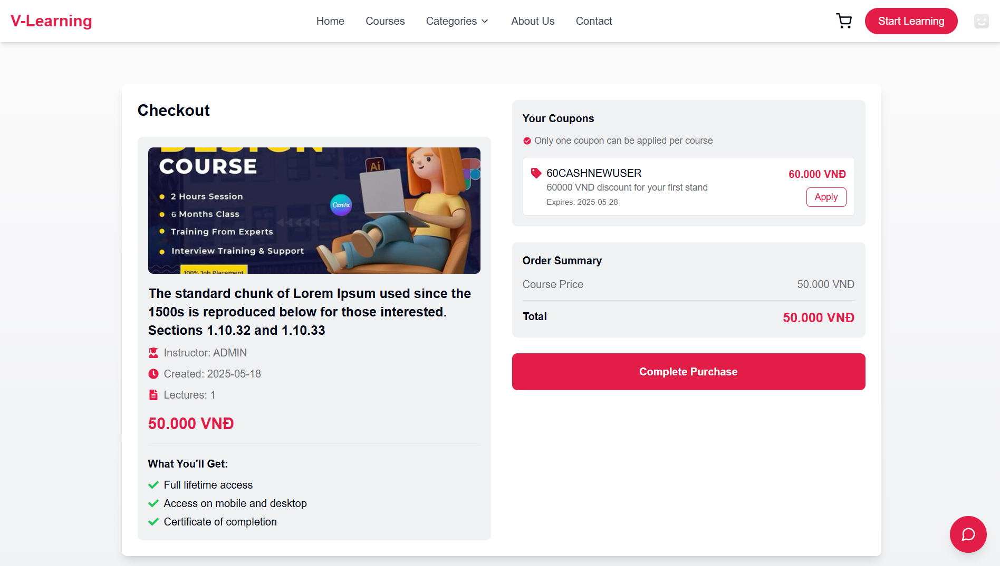 V-Learning
Home
Courses
Categories
About Us
Contact
Start Learning
Checkout
DESIGN
COURSE
2 Hours Session
6 Months Class
Training From Experts
Interview Training & Support
100% Job Placement
Ai
Canva
The standard chunk of Lorem Ipsum used since the
1500s is reproduced below for those interested.
Sections 1.10.32 and 1.10.33
Instructor: ADMIN
Created: 2025-05-18
Lectures: 1
50.000 VNĐ
What You'll Get:
Full lifetime access
Access on mobile and desktop
Certificate of completion
Your Coupons
Only one coupon can be applied per course
60CASHNEWUSER
60.000 VNĐ
60000 VND discount for your first stand
Expires: 2025-05-28
Apply
Order Summary
Course Price
50.000 VNĐ
Total
50.000 VNĐ
Complete Purchase